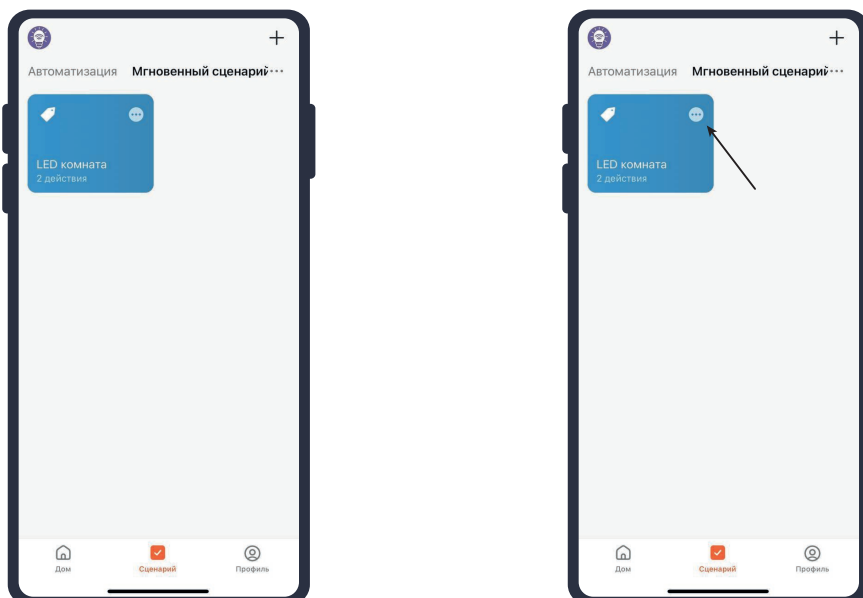 Автоматизация Мгновенный сценарий ···
LED комната
2 действия
Дом Сценарий Профиль
Автоматизация Мгновенный сценарий ···
LED комната
2 действия
Дом Сценарий Профиль